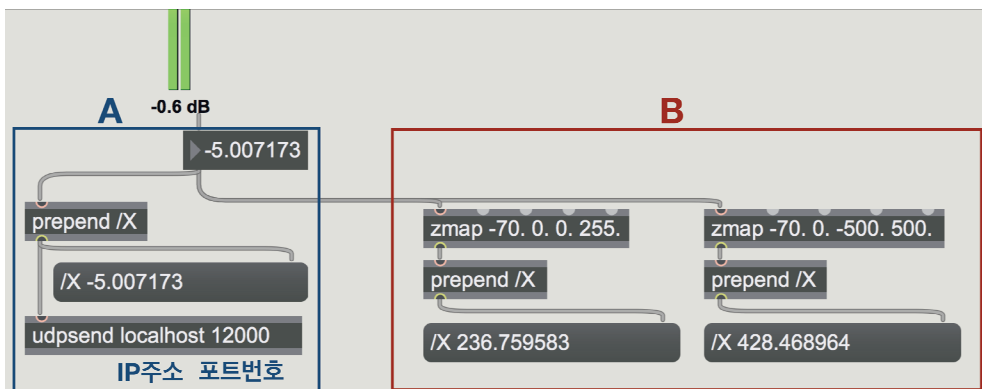 -0.6 dB
A
B
-5.007173
prepend /X
/X -5.007173
udpsend localhost 12000
IP주소 포트번호
zmap -70. 0. 0. 255.
prepend /X
/X 236.759583
zmap -70. 0. -500. 500.
prepend /X
/X 428.468964